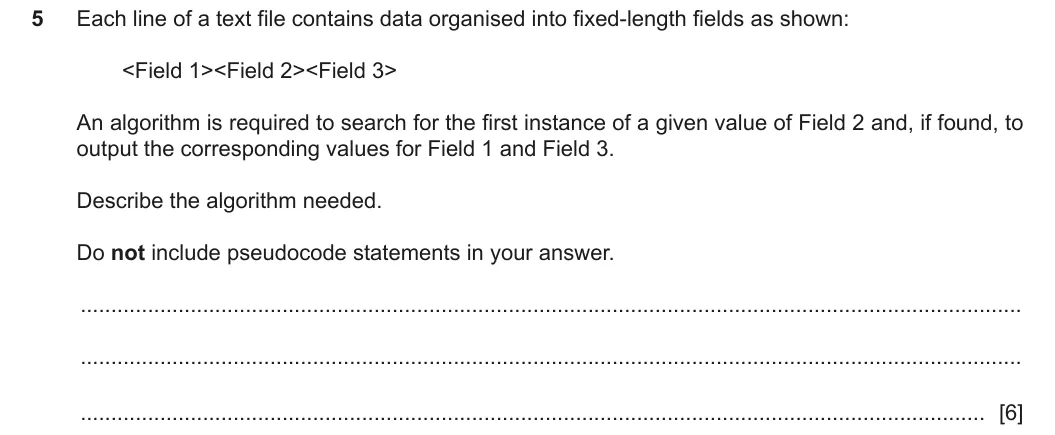 5 Each line of a text file contains data organised into fixed-length fields as shown:
<Field 1><Field 2><Field 3>
An algorithm is required to search for the first instance of a given value of Field 2 and, if found, to
output the corresponding values for Field 1 and Field 3.
Describe the algorithm needed.
Do not include pseudocode statements in your answer.
..........................................................................................................................................................
..........................................................................................................................................................
.................................................................................................................................................... [6]